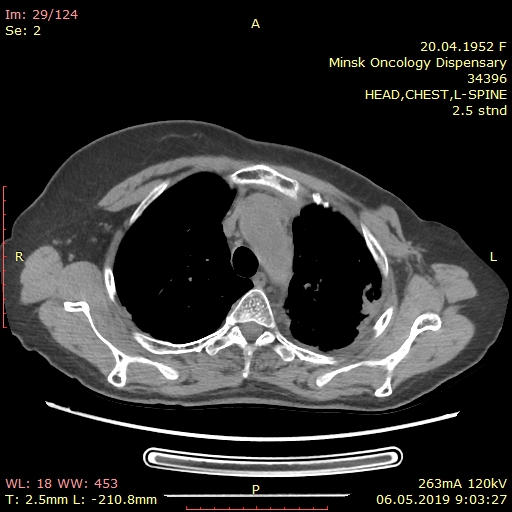 Im: 29/124
Se: 2
A
20.04.1952 F
Minsk Oncology Dispensary
34396
HEAD,CHEST,L-SPINE
2.5 stnd
R
L
WL: 18 WW: 453
T: 2.5mm L: -210.8mm
P
263mA 120kV
06.05.2019 9:03:27